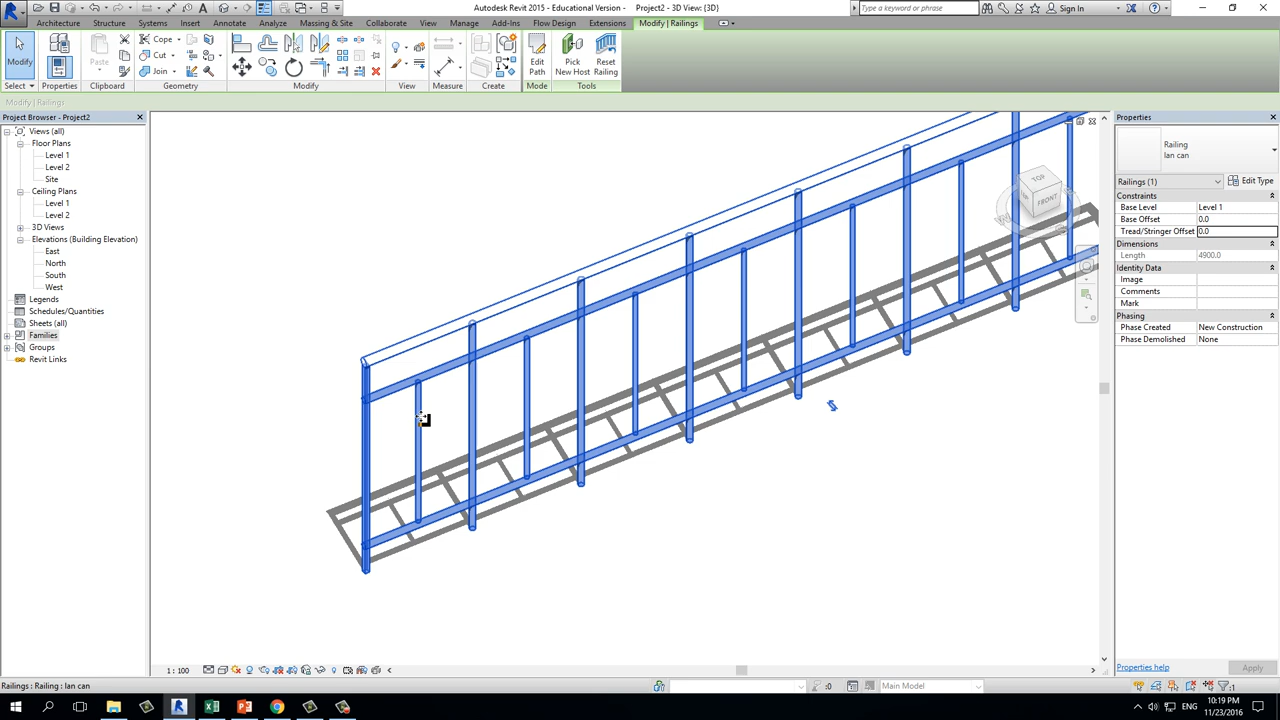 Autodesk Revit 2015 - Educational Version - Project2 - 3D View: {3D}
Type a keyword or phrase
Sign In
Architecture Structure Systems Insert Annotate Analyze Massing & Site Collaborate View Manage Add-Ins Flow Design Extensions Modify | Railings
Modify
Paste
Cope
Cut
Join
Edit Path
Pick New Host
Reset Railing
Select Properties Clipboard Geometry Modify View Measure Create Mode Tools
Modify | Railings
Project Browser - Project2
Views (all)
Floor Plans
Level 1
Level 2
Site
Ceiling Plans
Level 1
Level 2
3D Views
Elevations (Building Elevation)
East
North
South
West
Legends
Schedules/Quantities
Sheets (all)
Families
Groups
Revit Links
TOP
FRONT
W
Properties
Railing
lan can
Railings (1)
Edit Type
Constraints
Base Level Level 1
Base Offset 0.0
Tread/Stringer Offset 0.0
Dimensions
Length 4900.0
Identity Data
Image
Comments
Mark
Phasing
Phase Created New Construction
Phase Demolished None
Properties help
Apply
1 : 100
Railings : Railing : lan can
:0
Main Model
:1
ENG
10:19 PM
11/23/2016